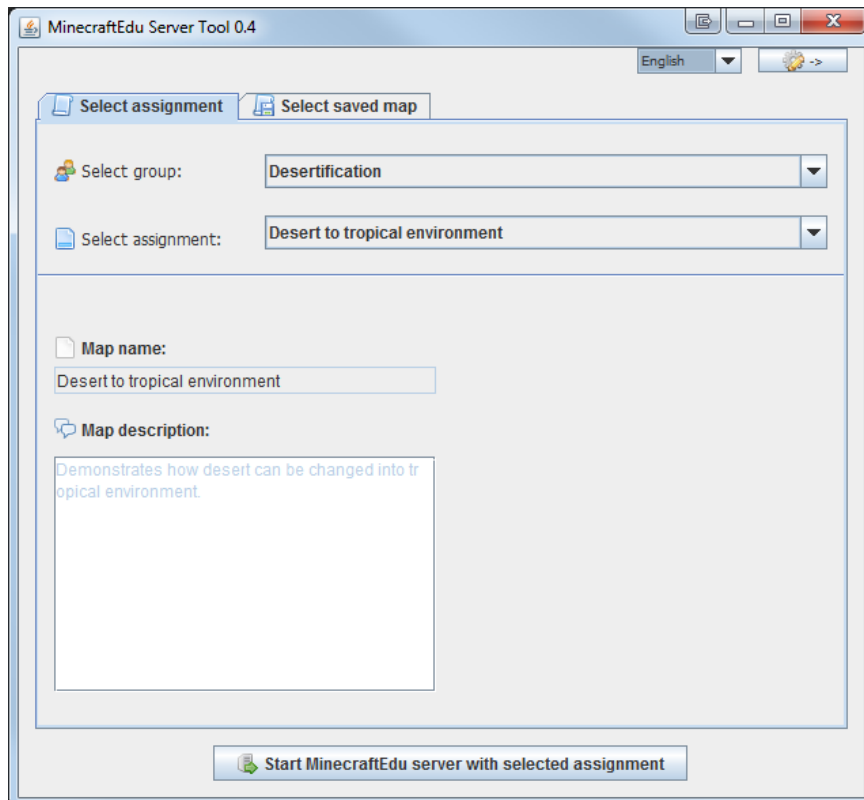 MinecraftEdu Server Tool 0.4
English
->
Select assignment
Select saved map
Select group:
Desertification
Select assignment:
Desert to tropical environment
Map name:
Desert to tropical environment
Map description:
Demonstrates how desert can be changed into tr
opical environment.
Start MinecraftEdu server with selected assignment